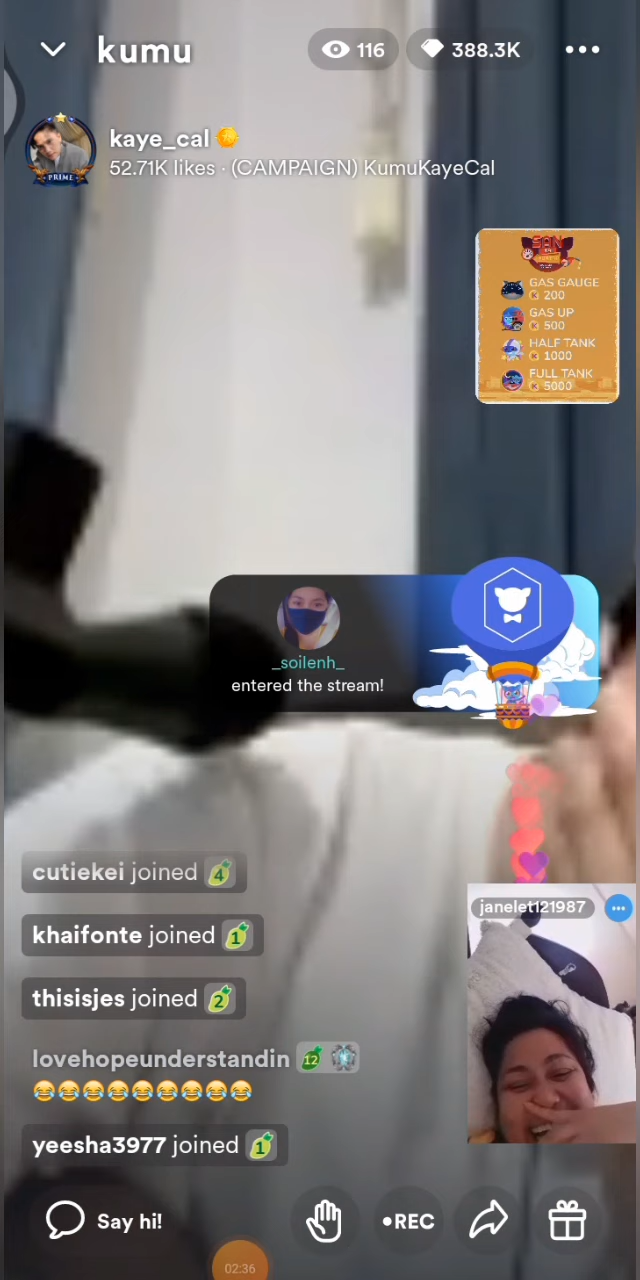 kumu
116
388.3K
kaye_cal
52.71K likes · (CAMPAIGN) KumuKayeCal
PRIME
GAS GAUGE
200
GAS UP
500
HALF TANK
1000
FULL TANK
5000
_soilenh_
entered the stream!
cutiekei joined 4
khaifonte joined 1
janelet121987
thisisjes joined 2
lovehopeunderstandin 12
😂😂😂😂😂😂😂😂😂
yeesha3977 joined 1
Say hi!
•REC
02:36